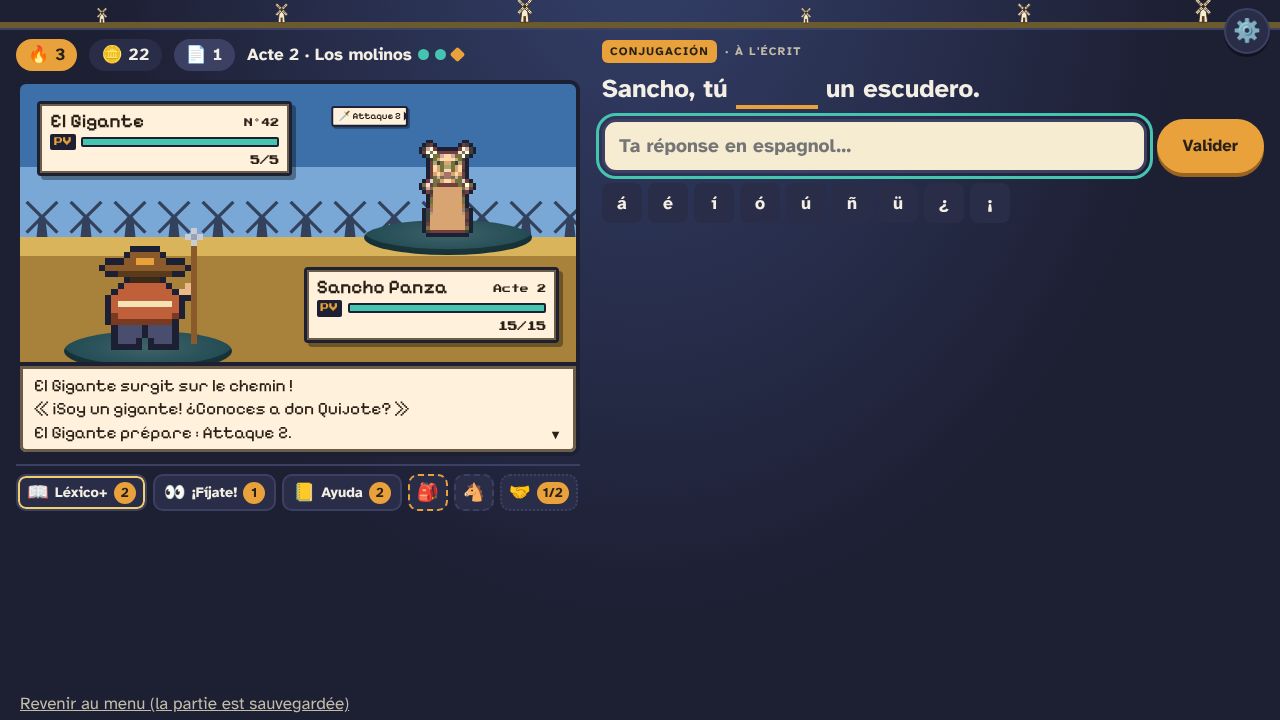 🔥 3 🪙 22 📄 1 Acte 2 · Los molinos
El Gigante N°42
PV
5/5
Attaque 2
Sancho Panza Acte 2
PV
15/15
El Gigante surgit sur le chemin !
« ¡Soy un gigante! ¿Conoces a don Quijote? »
El Gigante prépare : Attaque 2.
Léxico+ 2 ¡Fíjate! 1 Ayuda 2 1/2
Revenir au menu (la partie est sauvegardée)
CONJUGACIÓN · À L'ÉCRIT
Sancho, tú ______ un escudero.
Ta réponse en espagnol...
Valider
á é í ó ú ñ ü ¿ ¡